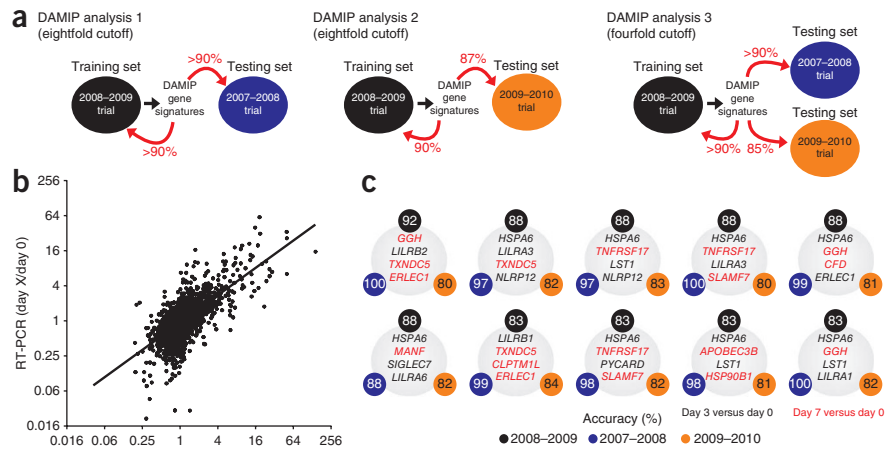 a
DAMIP analysis 1
(eightfold cutoff)
Training set
2008–2009
trial
>90%
DAMIP
gene
signatures
>90%
Testing set
2007–2008
trial
DAMIP analysis 2
(eightfold cutoff)
Training set
2008–2009
trial
87%
DAMIP
gene
signatures
90%
Testing set
2009–2010
trial
DAMIP analysis 3
(fourfold cutoff)
Training set
2008–2009
trial
>90%
DAMIP
gene
signatures
>90%
85%
Testing set
2007–2008
trial
Testing set
2009–2010
trial
b
RT-PCR (day X/day 0)
256
64
16
4
1
0.25
0.06
0.016
0.016 0.06 0.25 1 4 16 64 256
c
92
GGH
LILRB2
TXNDC5
ERLEC1
100
80
88
HSPA6
LILRA3
TXNDC5
NLRP12
97
82
88
HSPA6
TNFRSF17
LST1
NLRP12
97
83
88
HSPA6
TNFRSF17
LILRA3
SLAMF7
100
80
88
HSPA6
GGH
CFD
ERLEC1
99
81
88
HSPA6
MANF
SIGLEC7
LILRA6
88
82
83
LILRB1
TXNDC5
CLPTM1L
ERLEC1
99
84
83
HSPA6
TNFRSF17
PYCARD
SLAMF7
98
82
83
HSPA6
APOBEC3B
LST1
HSP90B1
98
81
83
HSPA6
GGH
LST1
LILRA1
100
82
Accuracy (%)
Day 3 versus day 0
Day 7 versus day 0
2008–2009
2007–2008
2009–2010